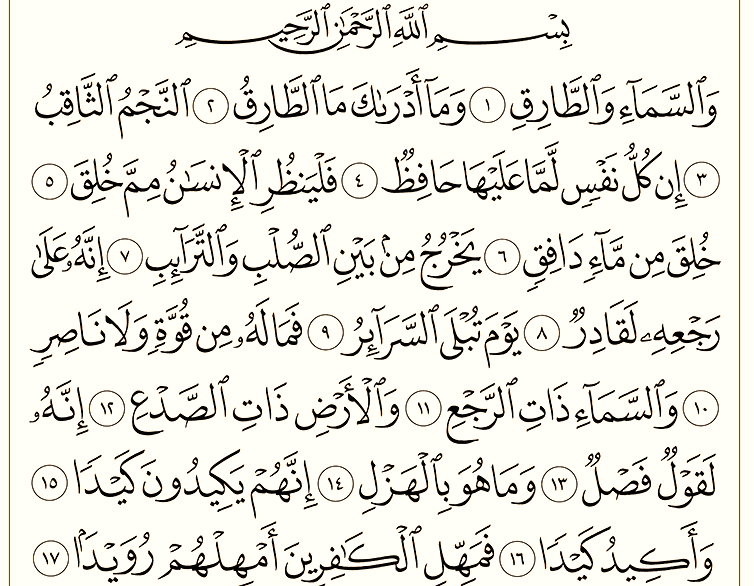 بِسْمِ ٱللَّهِ ٱلرَّحْمَٰنِ ٱلرَّحِيمِ
وَٱلسَّمَآءِ وَٱلطَّارِقِ ١ وَمَآ أَدْرَىٰكَ مَا ٱلطَّارِقُ ٢ ٱلنَّجْمُ ٱلثَّاقِبُ
٣ إِن كُلُّ نَفْسٍ لَّمَّا عَلَيْهَا حَافِظٌ ٤ فَلْيَنظُرِ ٱلْإِنسَٰنُ مِمَّ خُلِقَ ٥
خُلِقَ مِن مَّآءٍ دَافِقٍ ٦ يَخْرُجُ مِنۢ بَيْنِ ٱلصُّلْبِ وَٱلتَّرَآئِبِ ٧ إِنَّهُۥ عَلَىٰ
رَجْعِهِۦ لَقَادِرٌ ٨ يَوْمَ تُبْلَى ٱلسَّرَآئِرُ ٩ فَمَا لَهُۥ مِن قُوَّةٍ وَلَا نَاصِرٍ
١٠ وَٱلسَّمَآءِ ذَاتِ ٱلرَّجْعِ ١١ وَٱلْأَرْضِ ذَاتِ ٱلصَّدْعِ ١٢ إِنَّهُۥ
لَقَوْلٌ فَصْلٌ ١٣ وَمَا هُوَ بِٱلْهَزْلِ ١٤ إِنَّهُمْ يَكِيدُونَ كَيْدًا ١٥
وَأَكِيدُ كَيْدًا ١٦ فَمَهِّلِ ٱلْكَٰفِرِينَ أَمْهِلْهُمْ رُوَيْدًۢا ١٧